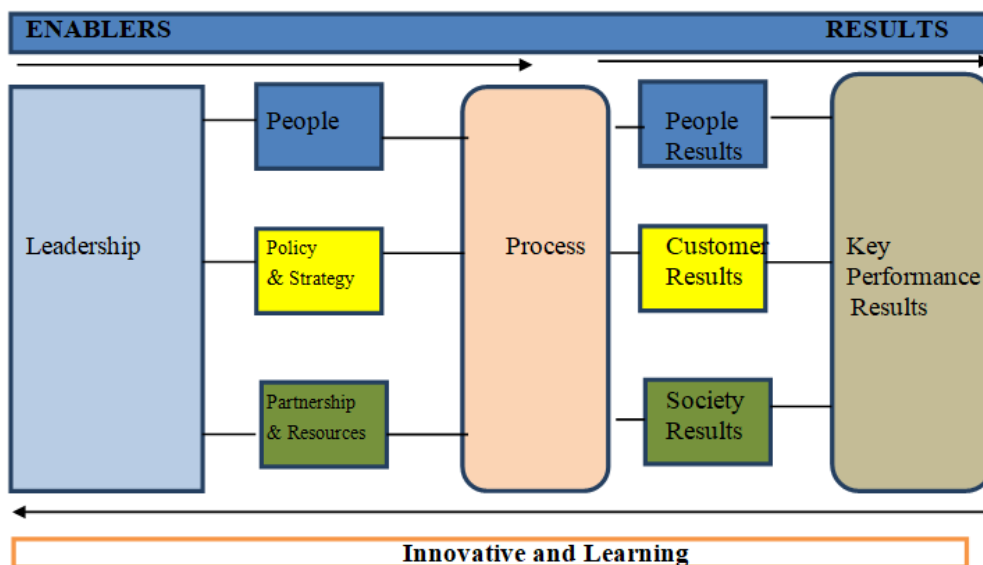 ENABLERS
RESULTS
People
People
Results
Leadership
Policy
& Strategy
Process
Customer
Results
Key
Performance
Results
Partnership
& Resources
Society
Results
Innovative and Learning